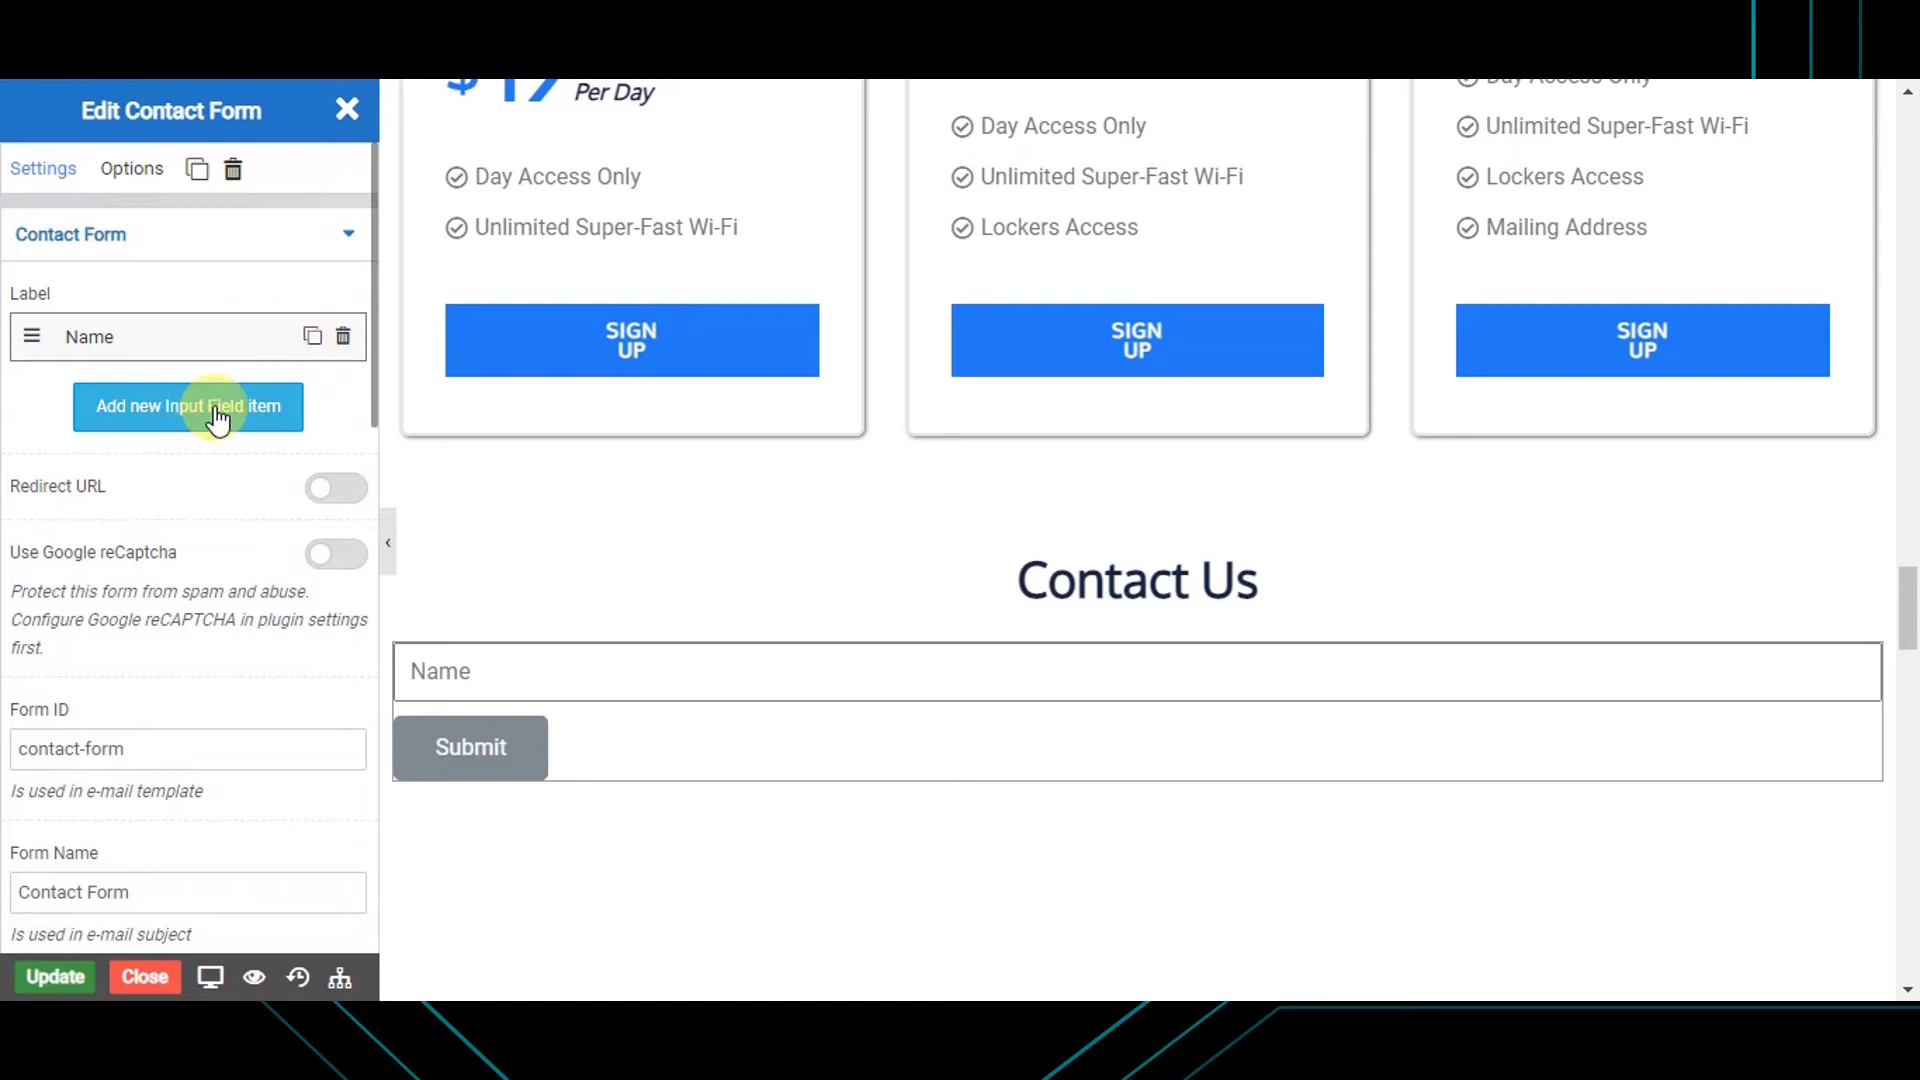 Edit Contact Form
Settings Options
Contact Form
Label
Name
Add new Input Field item
Redirect URL
Use Google reCaptcha
Protect this form from spam and abuse.
Configure Google reCAPTCHA in plugin settings
first.
Form ID
contact-form
Is used in e-mail template
Form Name
Contact Form
Is used in e-mail subject
Update Close
Per Day
Day Access Only
Unlimited Super-Fast Wi-Fi
SIGN
UP
Day Access Only
Unlimited Super-Fast Wi-Fi
Lockers Access
SIGN
UP
Day Access Only
Unlimited Super-Fast Wi-Fi
Lockers Access
Mailing Address
SIGN
UP
Contact Us
Name
Submit